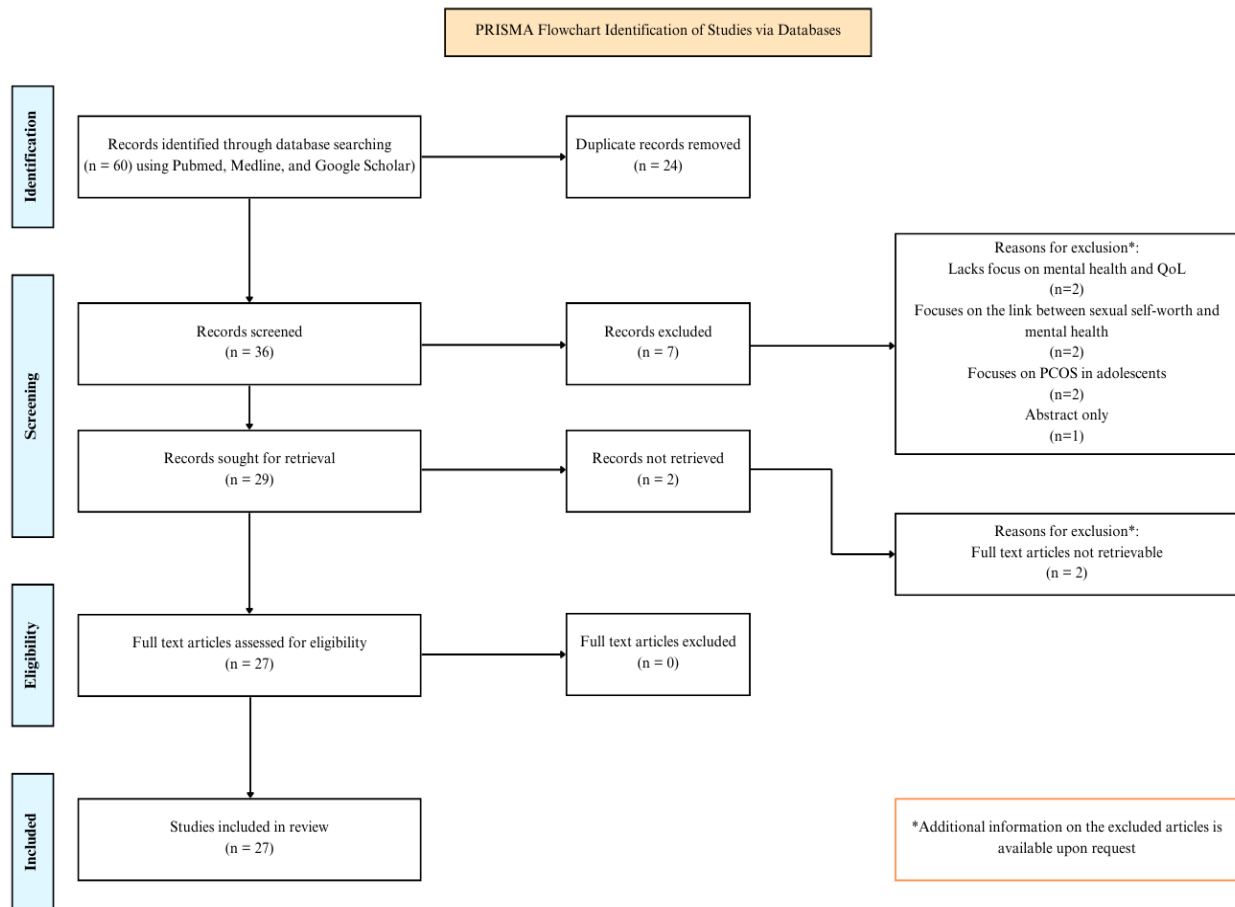 PRISMA Flowchart Identification of Studies via Databases
Identification
Records identified through database searching
(n = 60) using Pubmed, Medline, and Google Scholar)
Duplicate records removed
(n = 24)
Reasons for exclusion*:
Lacks focus on mental health and QoL
(n=2)
Focuses on the link between sexual self-worth and
mental health
(n=2)
Focuses on PCOS in adolescents
(n=2)
Abstract only
(n=1)
Screening
Records screened
(n = 36)
Records excluded
(n = 7)
Records sought for retrieval
(n = 29)
Records not retrieved
(n = 2)
Reasons for exclusion*:
Full text articles not retrievable
(n = 2)
Eligibility
Full text articles assessed for eligibility
(n = 27)
Full text articles excluded
(n = 0)
Included
Studies included in review
(n = 27)
*Additional information on the excluded articles is
available upon request